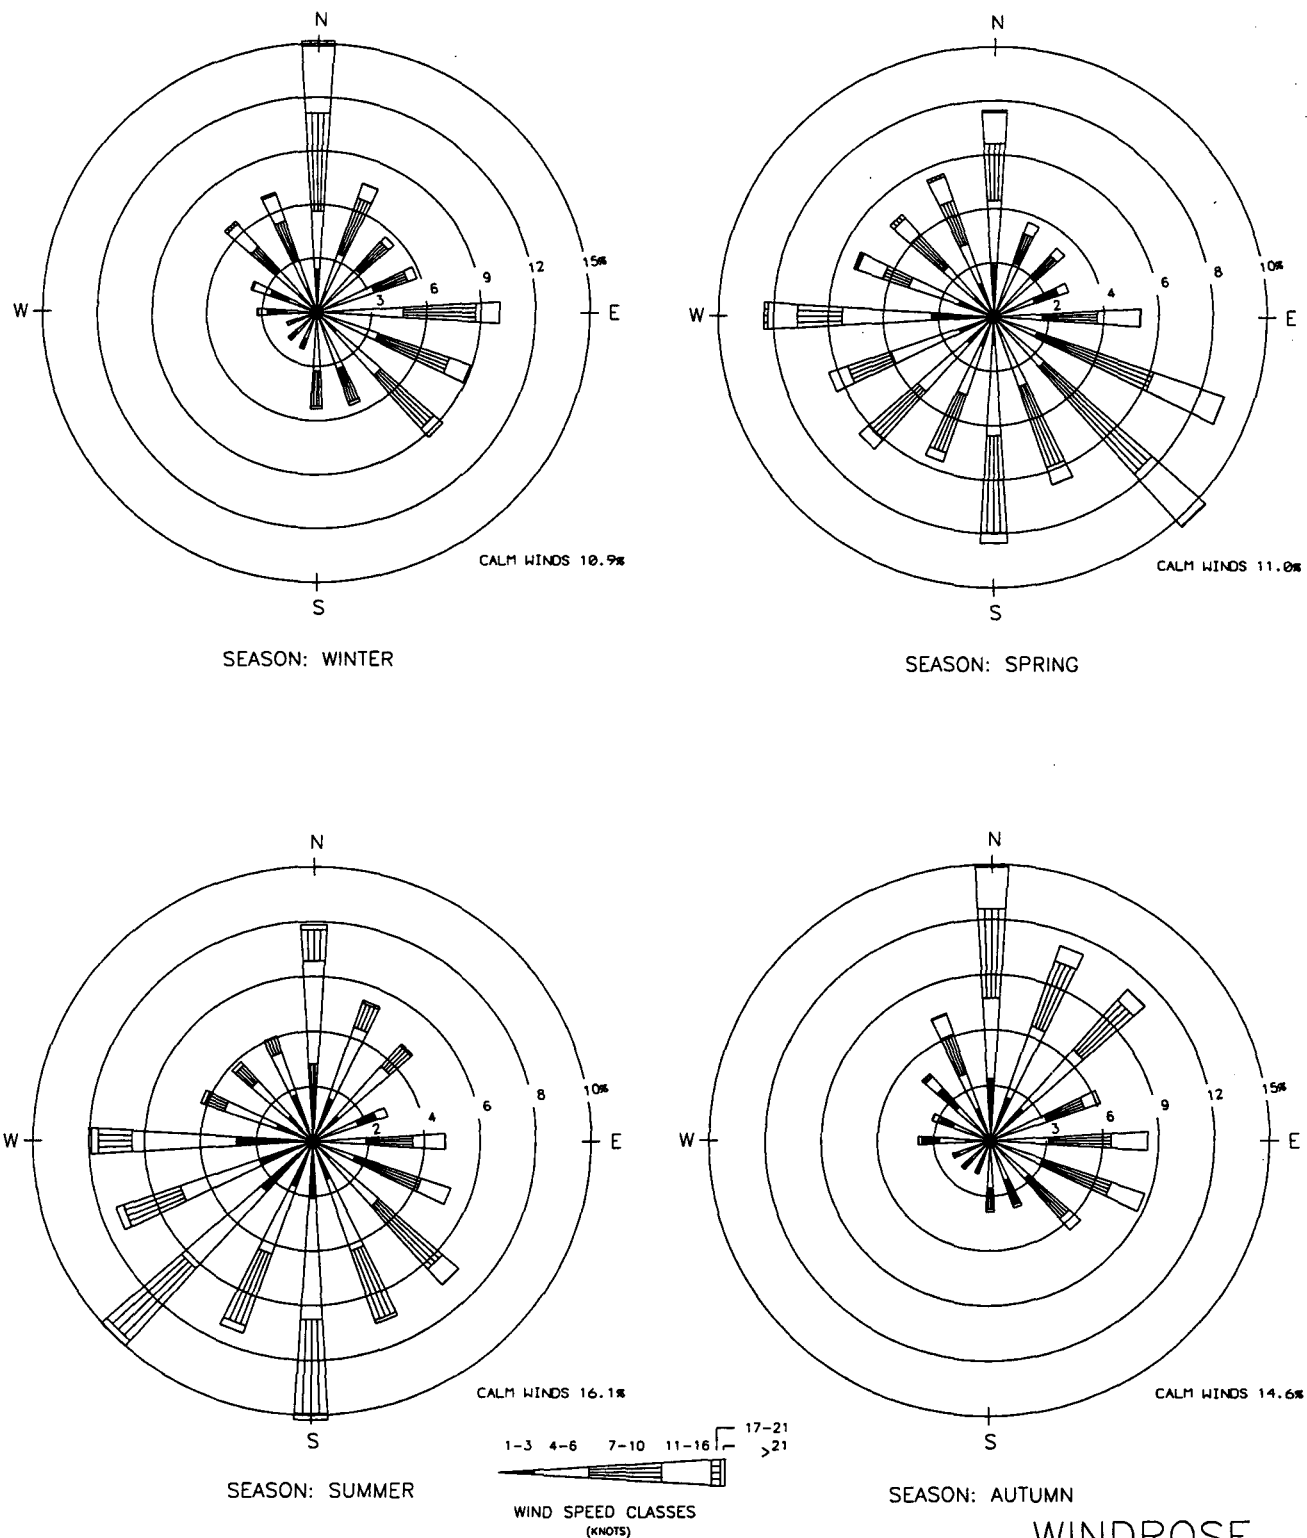 N
W
3
6
9
12
15%
E
S
CALM WINDS 10.9%
SEASON: WINTER
N
W
2
4
6
8
10%
E
S
CALM WINDS 11.0%
SEASON: SPRING
N
W
2
4
6
8
10%
E
S
CALM WINDS 16.1%
SEASON: SUMMER
N
W
3
6
9
12
15%
E
S
CALM WINDS 14.6%
SEASON: AUTUMN
1-3 4-6 7-10 11-16 17-21
>21
WIND SPEED CLASSES
(KNOTS)
WINDROSE